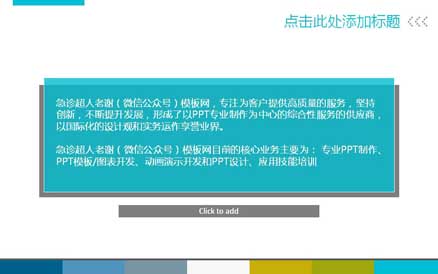 点击此处添加标题
急诊超人老谢（微信公众号）模板网，专注为客户提供高质量的服务，坚持
创新，不断提升发展，形成了以PPT专业制作为中心的综合性服务的供应商，
以国际化的设计观和实务运作享誉业界。
急诊超人老谢（微信公众号）模板网目前的核心业务主要为： 专业PPT制作、
PPT模板/图表开发、动画演示开发和PPT设计、应用技能培训
Click to add